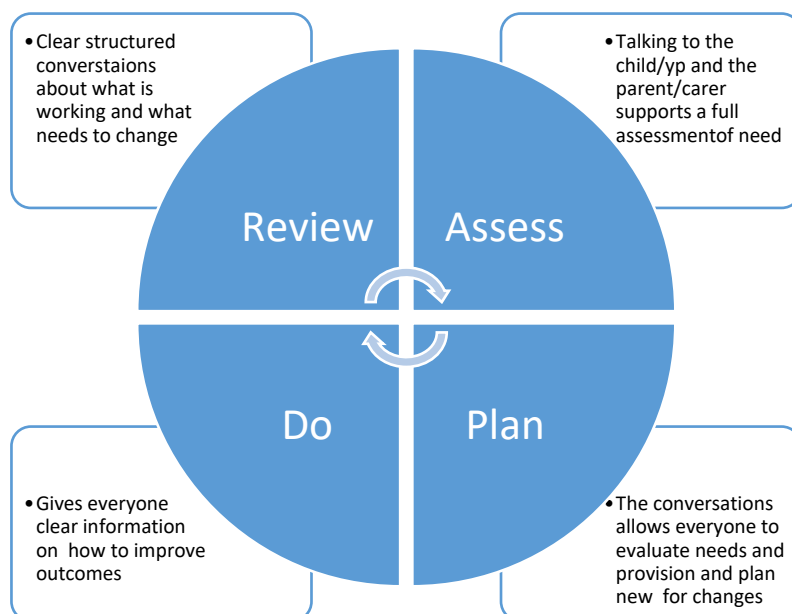 •Clear structured
converstaions
about what is
working and what
needs to change
•Talking to the
child/yp and the
parent/carer
supports a full
assessmentof need
Review
Assess
Do
Plan
•Gives everyone
clear information
on how to improve
outcomes
•The conversations
allows everyone to
evaluate needs and
provision and plan
new for changes